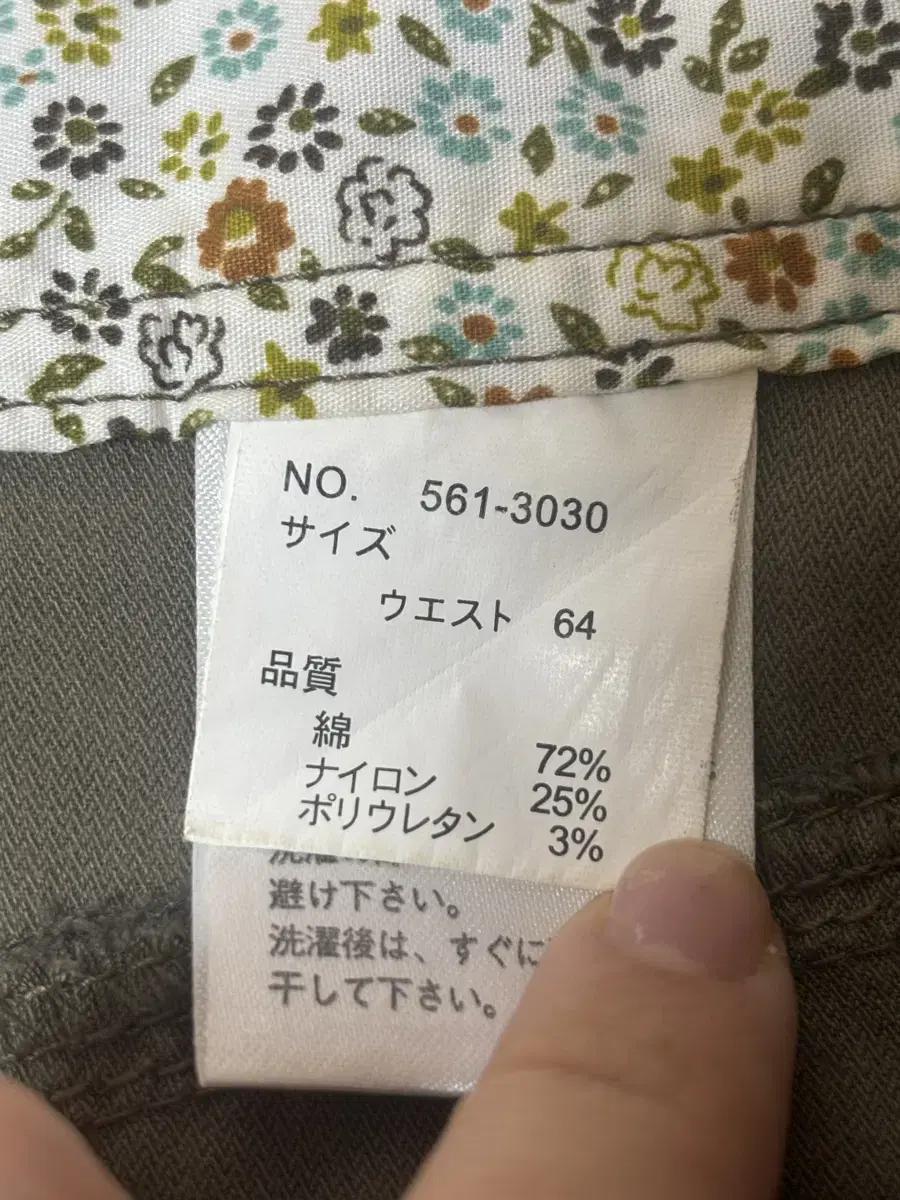 NO. 561-3030
サイズ
ウエスト 64
品質
綿 72%
ナイロン 25%
ポリウレタン 3%
避け下さい。
洗濯後は、すぐに
干して下さい。